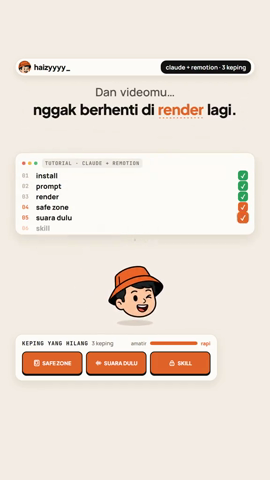 haizyyyy_
claude + remotion · 3 keping
Dan videomu...
nggak berhenti di render lagi.
TUTORIAL · CLAUDE + REMOTION
01 install
02 prompt
03 render
04 safe zone
05 suara dulu
06 skill
KEPING YANG HILANG 3 keping amatir rapi
SAFE ZONE SUARA DULU SKILL